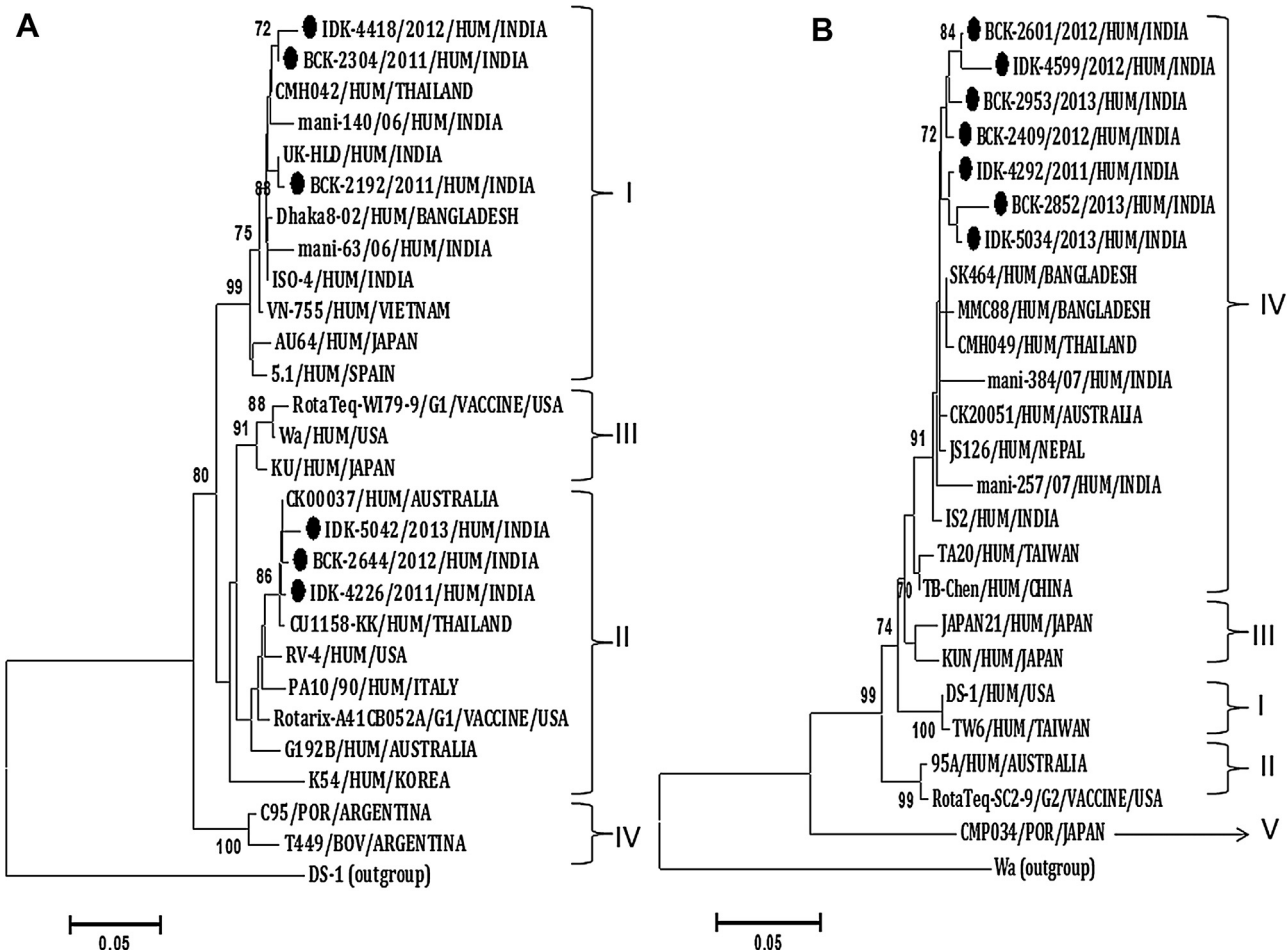 A
72
IDK-4418/2012/HUM/INDIA
BCK-2304/2011/HUM/INDIA
CMH042/HUM/THAILAND
mani-140/06/HUM/INDIA
UK-HLD/HUM/INDIA
88
BCK-2192/2011/HUM/INDIA
I
Dhaka8-02/HUM/BANGLADESH
75
mani-63/06/HUM/INDIA
ISO-4/HUM/INDIA
99
VN-755/HUM/VIETNAM
AU64/HUM/JAPAN
5.1/HUM/SPAIN
88
RotaTeq-WI79-9/G1/VACCINE/USA
91
Wa/HUM/USA
III
KU/HUM/JAPAN
80
CK00037/HUM/AUSTRALIA
IDK-5042/2013/HUM/INDIA
BCK-2644/2012/HUM/INDIA
86
IDK-4226/2011/HUM/INDIA
CU1158-KK/HUM/THAILAND
II
RV-4/HUM/USA
PA10/90/HUM/ITALY
Rotarix-A41CB052A/G1/VACCINE/USA
G192B/HUM/AUSTRALIA
K54/HUM/KOREA
C95/POR/ARGENTINA
IV
100
T449/BOV/ARGENTINA
DS-1 (outgroup)
0.05
B
84
BCK-2601/2012/HUM/INDIA
IDK-4599/2012/HUM/INDIA
BCK-2953/2013/HUM/INDIA
72
BCK-2409/2012/HUM/INDIA
IDK-4292/2011/HUM/INDIA
BCK-2852/2013/HUM/INDIA
IDK-5034/2013/HUM/INDIA
SK464/HUM/BANGLADESH
IV
MMC88/HUM/BANGLADESH
CMH049/HUM/THAILAND
mani-384/07/HUM/INDIA
CK20051/HUM/AUSTRALIA
91
JS126/HUM/NEPAL
mani-257/07/HUM/INDIA
IS2/HUM/INDIA
TA20/HUM/TAIWAN
70
TB-Chen/HUM/CHINA
74
JAPAN21/HUM/JAPAN
III
KUN/HUM/JAPAN
99
DS-1/HUM/USA
I
100
TW6/HUM/TAIWAN
95A/HUM/AUSTRALIA
II
99
RotaTeq-SC2-9/G2/VACCINE/USA
CMP034/POR/JAPAN
V
Wa (outgroup)
0.05